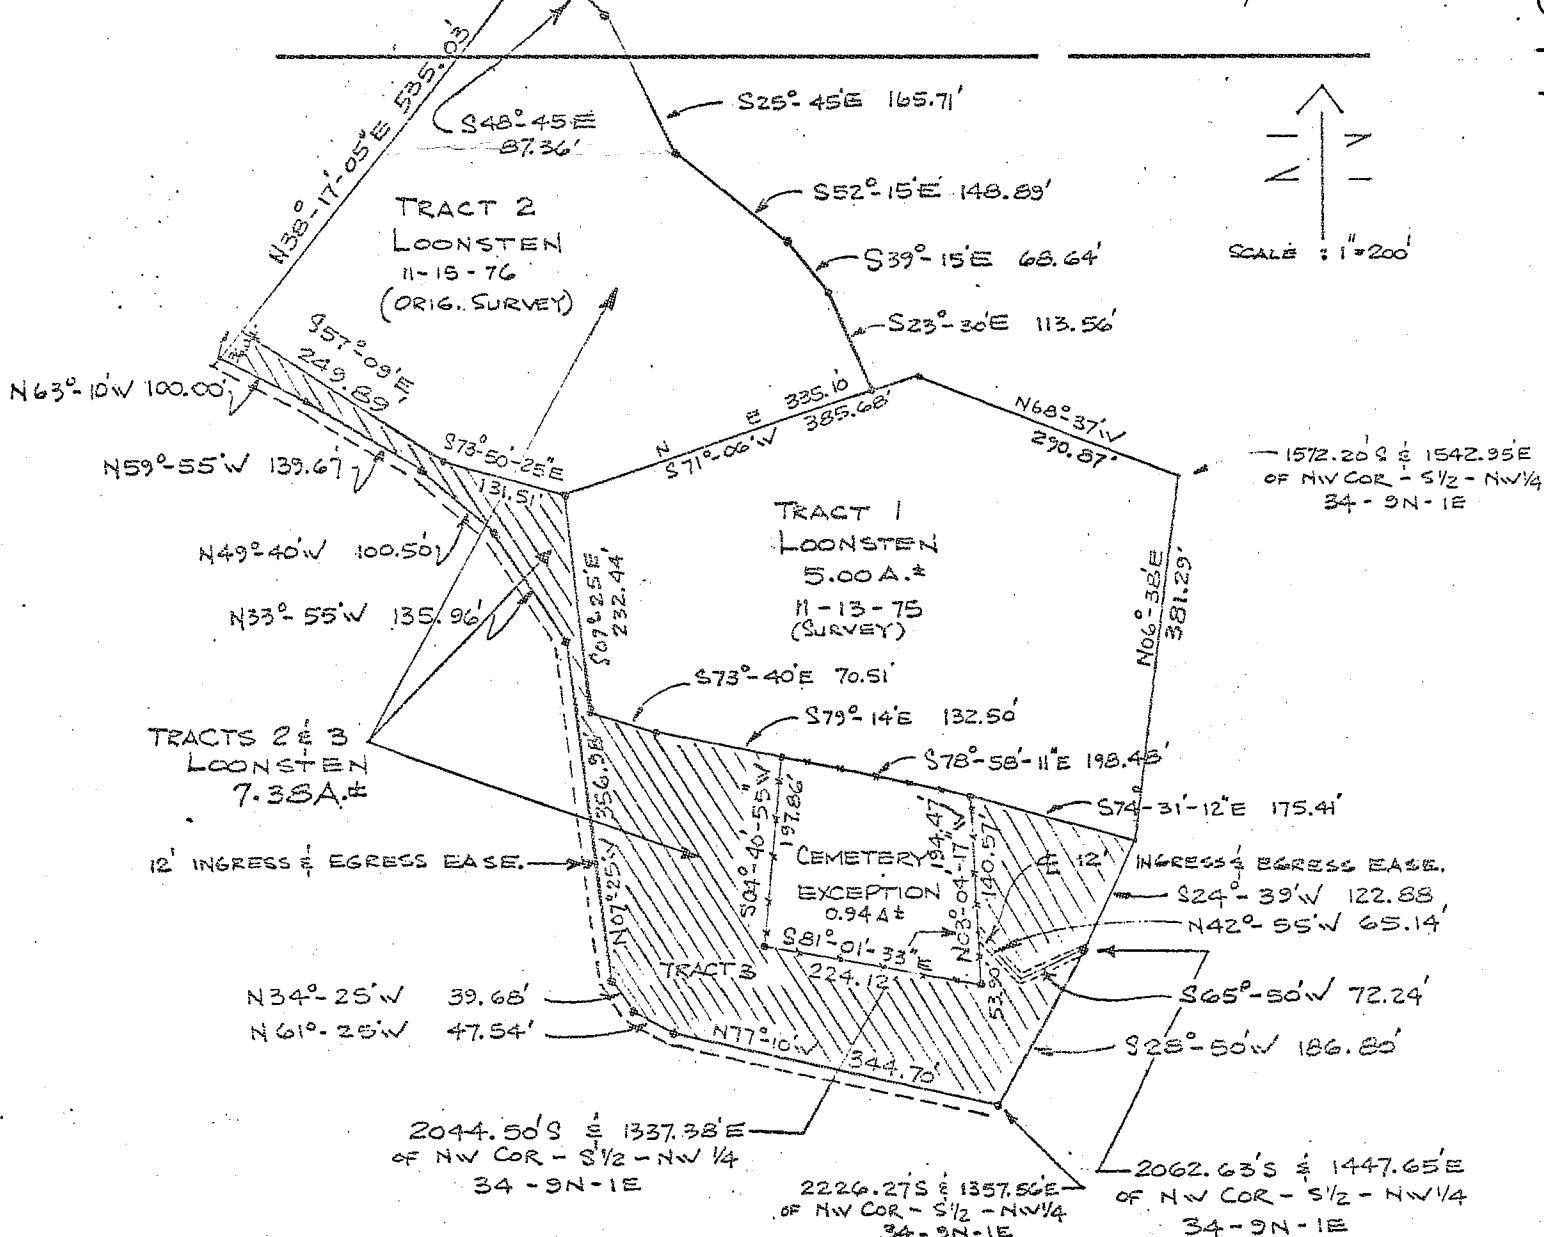 N38°-17'-05"E 535.03'
S48°-45'E
87.36'
S25°-45'E 165.71'
S52°-15'E 148.89'
S39°-15'E 68.64'
S23°-30'E 113.56'
N
SCALE : 1"=200'
TRACT 2
LOONSTEN
11-15-76
(ORIG. SURVEY)
S57°-09'E
249.89'
N63°-10'W 100.00'
N59°-55'W 139.67'
N49°-40'W 100.50'
N33°-55'W 135.96'
S73°-50'-25"E
131.51'
N E 335.10'
S71°-06'W 385.68'
N68°-37'W
290.87'
1572.20'S & 1542.95'E
OF NW COR - S1/2 - NW1/4
34-9N-1E
TRACT 1
LOONSTEN
5.00 A.±
11-13-75
(SURVEY)
S07°-25'E
232.44'
N06°-38'E
381.29'
S73°-40'E 70.51'
S79°-14'E 132.50'
S78°-58'-11"E 198.48'
S74°-31'-12"E 175.41'
TRACTS 2 & 3
LOONSTEN
7.38 A.±
12' INGRESS & EGRESS EASE.
N07°-25'W 356.98'
S04°-40'-55"W
197.86'
CEMETERY
EXCEPTION
0.94 A±
194.47'
N03°-04'-17"W
140.57'
53.90'
12' INGRESS & EGRESS EASE.
S24°-39'W 122.88
N42°-55'W 65.14'
S65°-50'W 72.24'
S28°-50'W 186.80'
S81°-01'-33"E
224.12'
TRACT 3
N34°-25'W 39.68'
N61°-25'W 47.54'
N77°-10'W
344.70'
2044.50'S & 1337.38'E
OF NW COR - S1/2 - NW 1/4
34-9N-1E
2226.27'S & 1357.56'E
OF NW COR - S1/2 - NW1/4
34-9N-1E
2062.63'S & 1447.65'E
OF NW COR - S1/2 - NW1/4
34-9N-1E